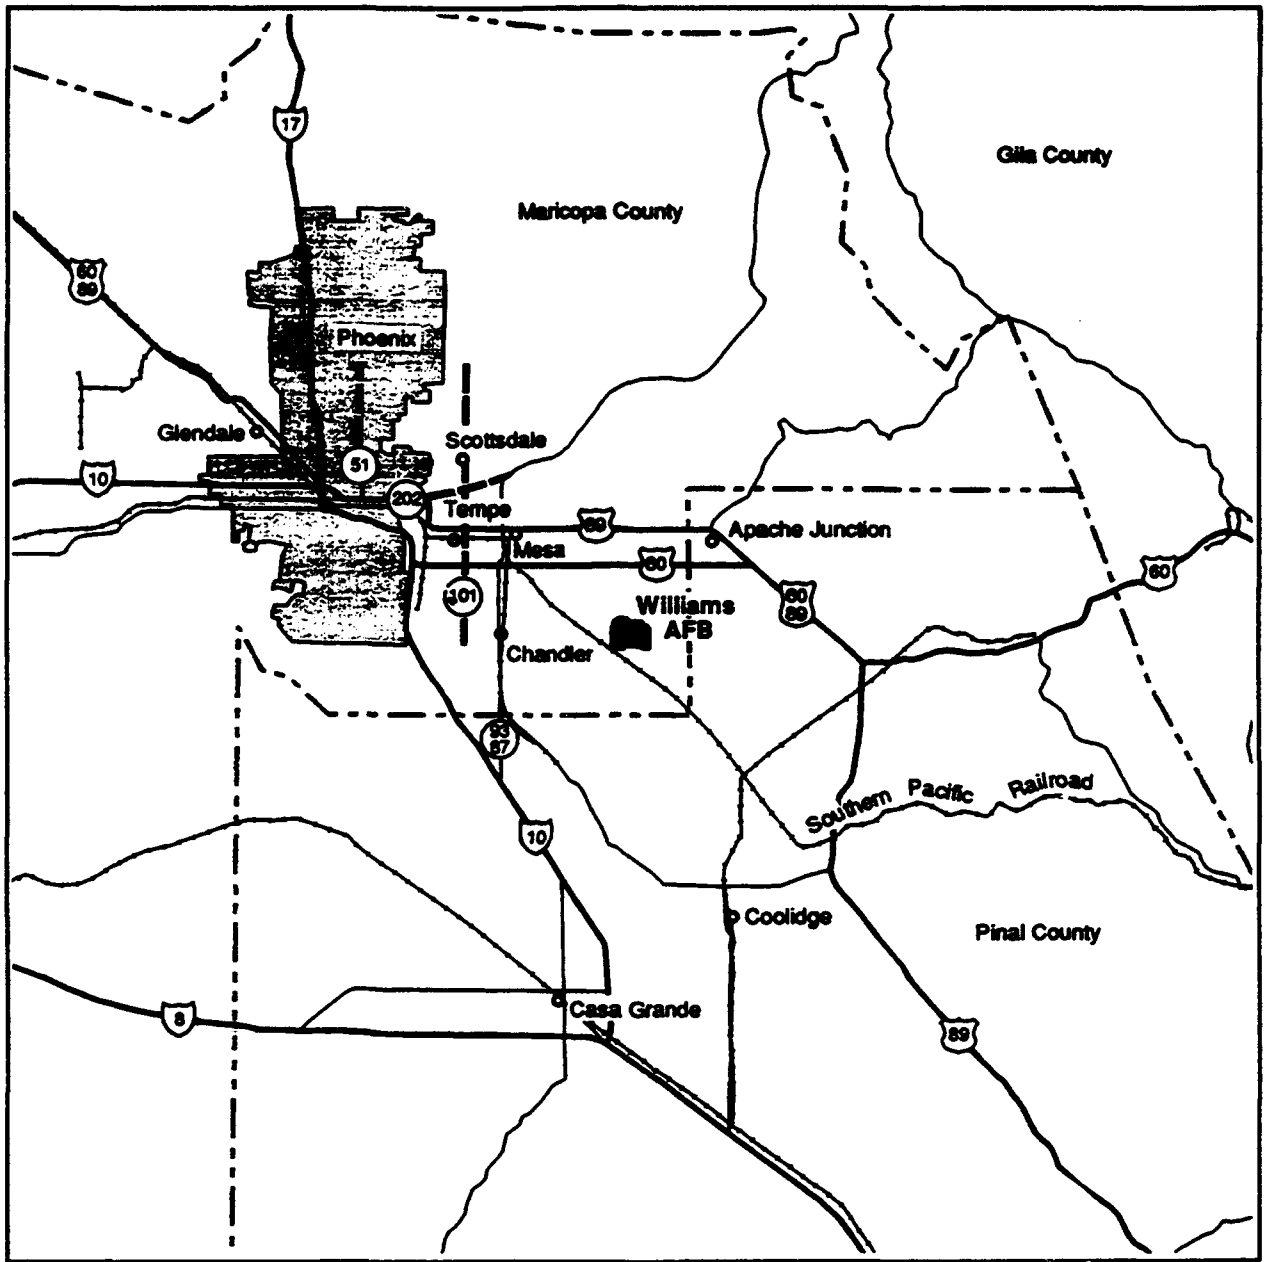 17
Gila County
Maricopa County
60
89
Phoenix
Glendale
Scottsdale
51
10
202
Tempe
89
Apache Junction
Mesa
60
60
101
Williams
AFB
60
89
Chandler
93
87
Southern Pacific Railroad
10
Coolidge
Pinal County
Casa Grande
8
89